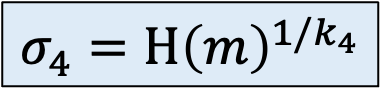 σ₄ = H(m)^{1/k₄}